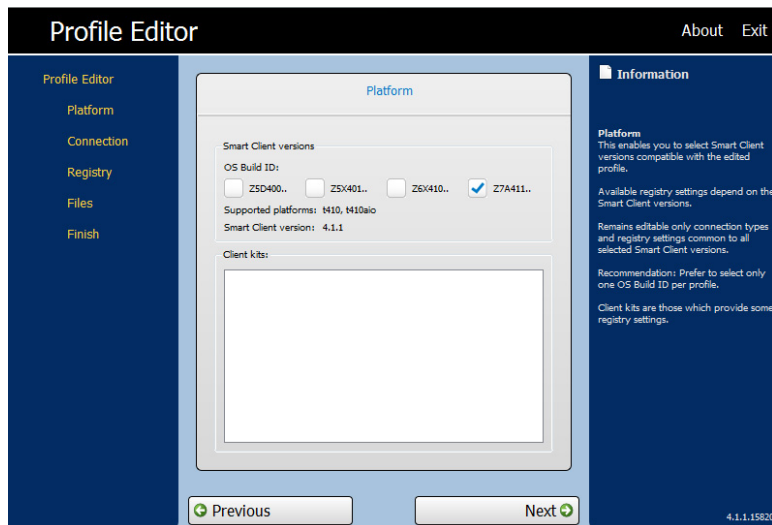 Profile Editor
About Exit
Profile Editor
Platform
Connection
Registry
Files
Finish
Platform
Smart Client versions
OS Build ID:
Z5D400.. Z5X401.. Z6X410.. Z7A411..
Supported platforms: t410, t410aio
Smart Client version: 4.1.1
Client kits:
Previous
Next
Information
Platform
This enables you to select Smart Client
versions compatible with the edited
profile.
Available registry settings depend on the
Smart Client versions.
Remains editable only connection types
and registry settings common to all
selected Smart Client versions.
Recommendation: Prefer to select only
one OS Build ID per profile.
Client kits are those which provide some
registry settings.
4.1.1.15820